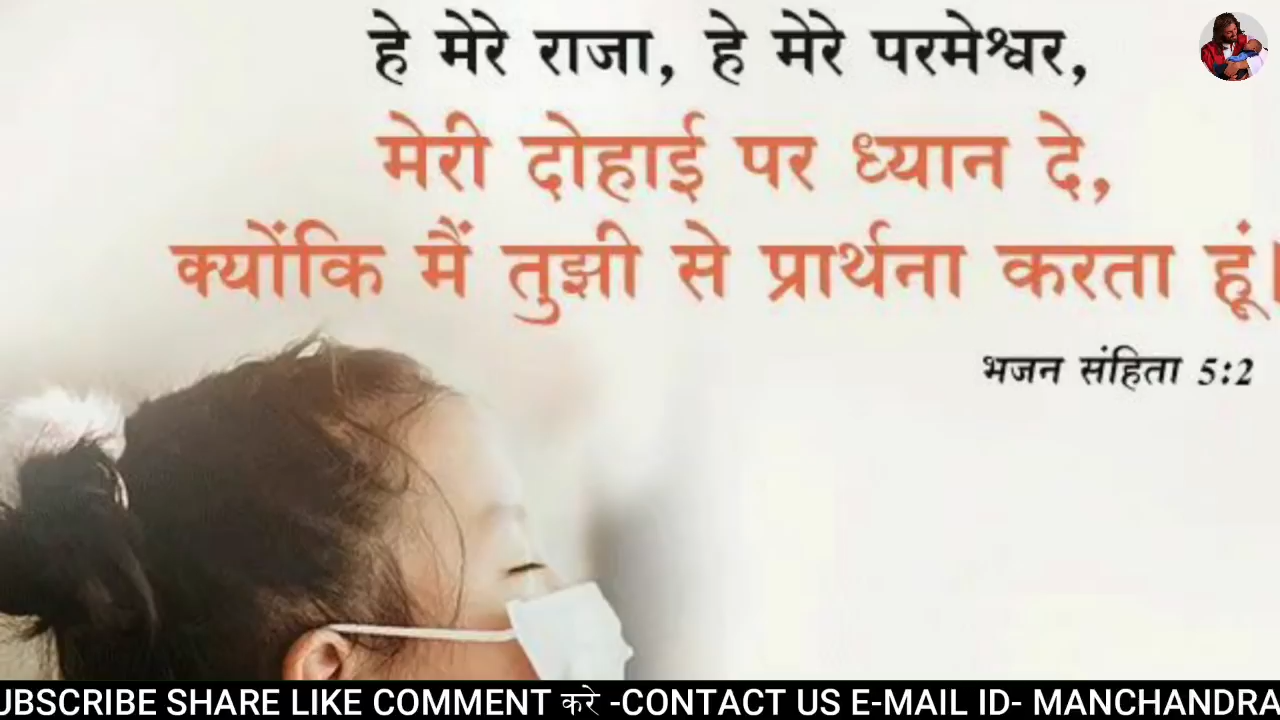 हे मेरे राजा, हे मेरे परमेश्वर,
मेरी दोहाई पर ध्यान दे,
क्योंकि मैं तुझी से प्रार्थना करता हूं।
भजन संहिता 5:2
UBSCRIBE SHARE LIKE COMMENT करे -CONTACT US E-MAIL ID- MANCHANDRA